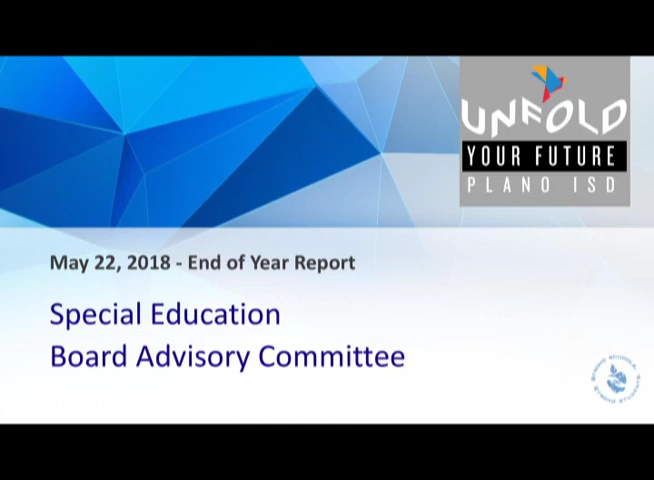 UNFOLD
YOUR FUTURE
PLANO ISD
May 22, 2018 - End of Year Report
Special Education
Board Advisory Committee